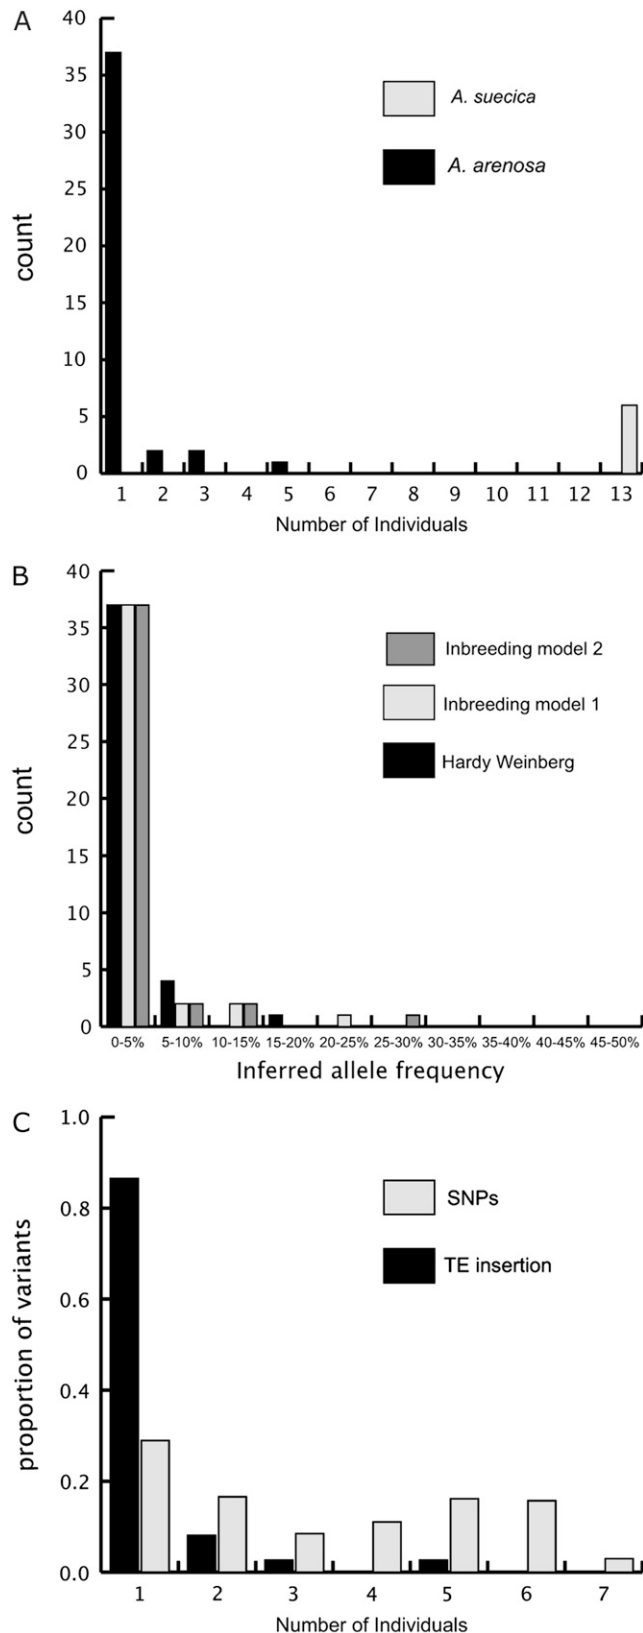 A
40
35
30
25
20
15
10
5
0
count
A. suecica
A. arenosa
1 2 3 4 5 6 7 8 9 10 11 12 13
Number of Individuals
B
40
35
30
25
20
15
10
5
0
count
Inbreeding model 2
Inbreeding model 1
Hardy Weinberg
0-5% 5-10% 10-15% 15-20% 20-25% 25-30% 30-35% 35-40% 40-45% 45-50%
Inferred allele frequency
C
1.0
0.8
0.6
0.4
0.2
0.0
proportion of variants
SNPs
TE insertion
1 2 3 4 5 6 7
Number of Individuals